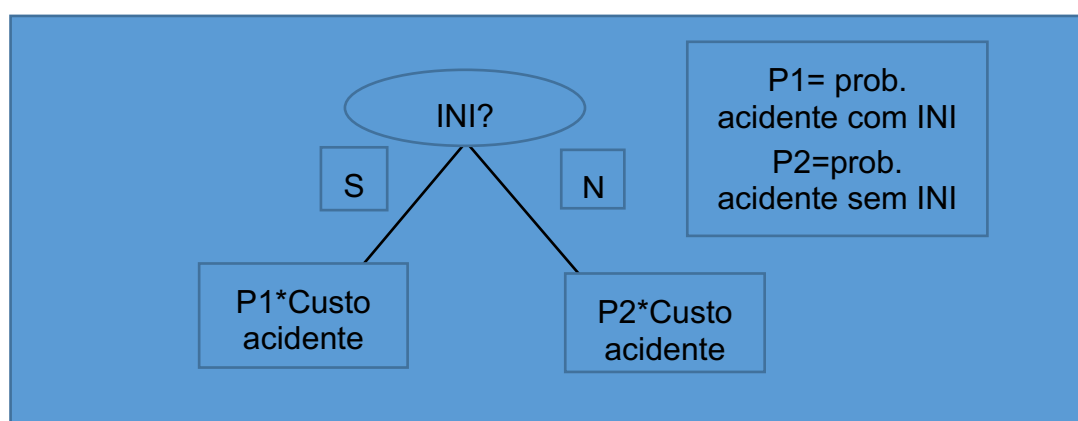 INI?
S
N
P1= prob.
acidente com INI
P2=prob.
acidente sem INI
P1*Custo
acidente
P2*Custo
acidente